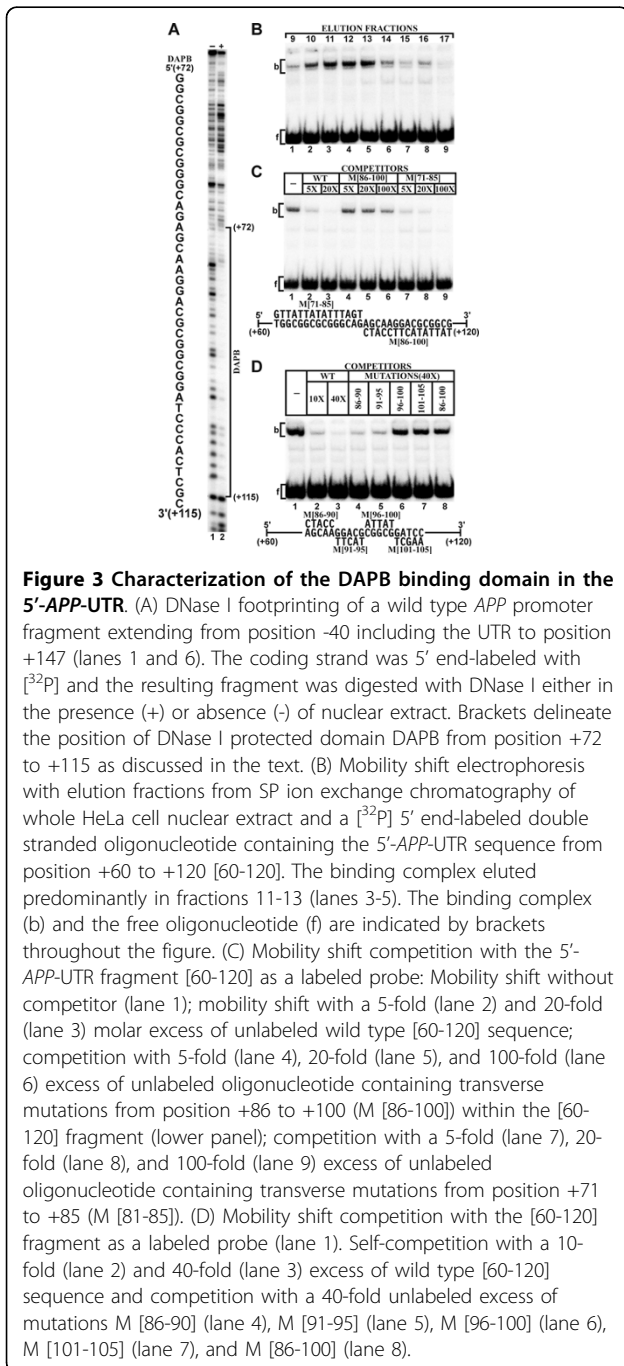 A
DAPB
5'(+72)
G
G
C
G
G
C
G
C
G
G
G
C
A
G
A
G
C
A
A
G
G
A
C
G
C
G
G
C
G
G
A
T
C
C
C
A
C
T
C
G
C
3'(+115)
– +
(+72)
DAPB
(+115)
1 2
B
ELUTION FRACTIONS
9 10 11 12 13 14 15 16 17
b
f
1 2 3 4 5 6 7 8 9
C
COMPETITORS
– WT M[86-100] M[71-85]
5X 20X 5X 20X 100X 5X 20X 100X
b
f
1 2 3 4 5 6 7 8 9
M[71-85]
5' GTTATTATATTTAGT 3'
(+60) TGGCGGCGCGGGCAGAGCAAGGACGCGGCG (+120)
CTACCTTCATATTAT
M[86-100]
D
COMPETITORS
– WT MUTATIONS(40X)
10X 40X 86-90 91-95 96-100 101-105 86-100
b
f
1 2 3 4 5 6 7 8
M[86-90] M[96-100]
5' CTACC ATTAT 3'
(+60) AGCAAGGACGCGGCGGATCC (+120)
TTCAT TCGAA
M[91-95] M[101-105]
Figure 3 Characterization of the DAPB binding domain in the
5'-APP-UTR. (A) DNase I footprinting of a wild type APP promoter
fragment extending from position -40 including the UTR to position
+147 (lanes 1 and 6). The coding strand was 5' end-labeled with
[³²P] and the resulting fragment was digested with DNase I either in
the presence (+) or absence (-) of nuclear extract. Brackets delineate
the position of DNase I protected domain DAPB from position +72
to +115 as discussed in the text. (B) Mobility shift electrophoresis
with elution fractions from SP ion exchange chromatography of
whole HeLa cell nuclear extract and a [³²P] 5' end-labeled double
stranded oligonucleotide containing the 5'-APP-UTR sequence from
position +60 to +120 [60-120]. The binding complex eluted
predominantly in fractions 11-13 (lanes 3-5). The binding complex
(b) and the free oligonucleotide (f) are indicated by brackets
throughout the figure. (C) Mobility shift competition with the 5'-
APP-UTR fragment [60-120] as a labeled probe: Mobility shift without
competitor (lane 1); mobility shift with a 5-fold (lane 2) and 20-fold
(lane 3) molar excess of unlabeled wild type [60-120] sequence;
competition with 5-fold (lane 4), 20-fold (lane 5), and 100-fold (lane
6) excess of unlabeled oligonucleotide containing transverse
mutations from position +86 to +100 (M [86-100]) within the [60-
120] fragment (lower panel); competition with a 5-fold (lane 7), 20-
fold (lane 8), and 100-fold (lane 9) excess of unlabeled
oligonucleotide containing transverse mutations from position +71
to +85 (M [81-85]). (D) Mobility shift competition with the [60-120]
fragment as a labeled probe (lane 1). Self-competition with a 10-
fold (lane 2) and 40-fold (lane 3) excess of wild type [60-120]
sequence and competition with a 40-fold unlabeled excess of
mutations M [86-90] (lane 4), M [91-95] (lane 5), M [96-100] (lane 6),
M [101-105] (lane 7), and M [86-100] (lane 8).